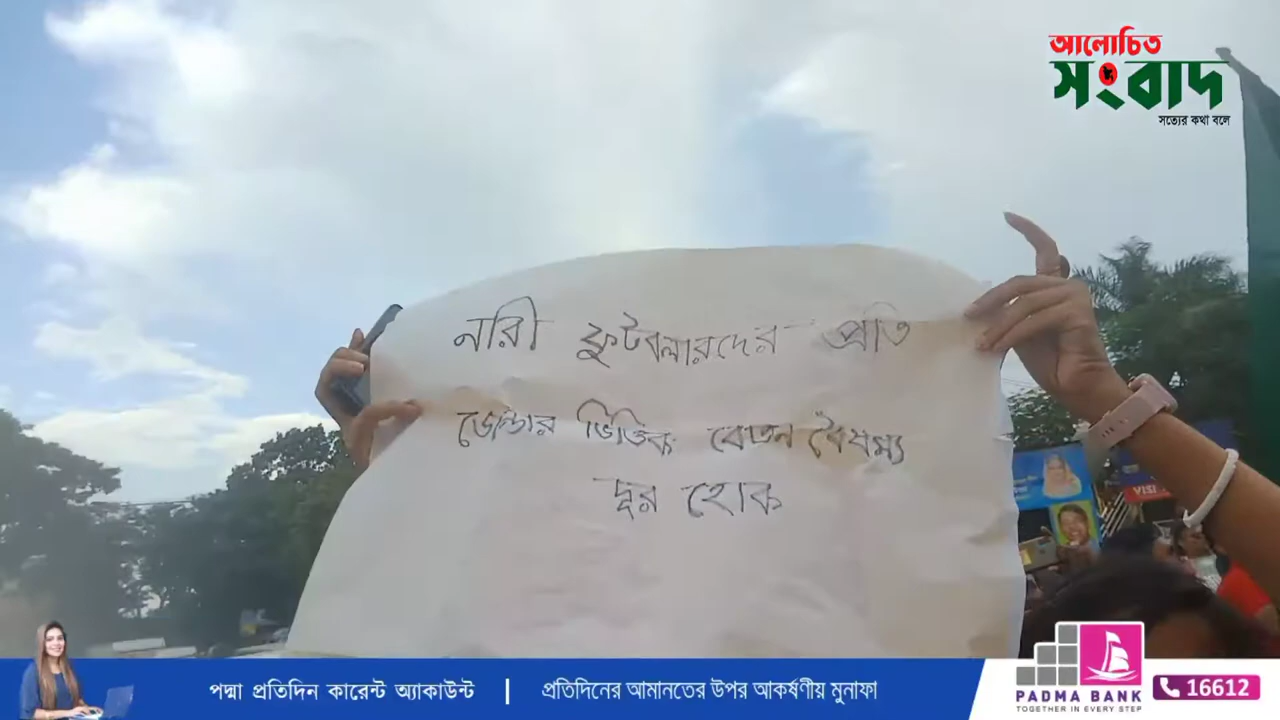 আলোচিত
সংবাদ
সত্যের কথা বলে
নারী ফুটবলারদের প্রতি
জেন্ডার ভিত্তিক বেতন বৈষম্য
দূর হোক
VISI
পদ্মা প্রতিদিন কারেন্ট অ্যাকাউন্ট | প্রতিদিনের আমানতের উপর আকর্ষণীয় মুনাফা
PADMA BANK
TOGETHER IN EVERY STEP
16612